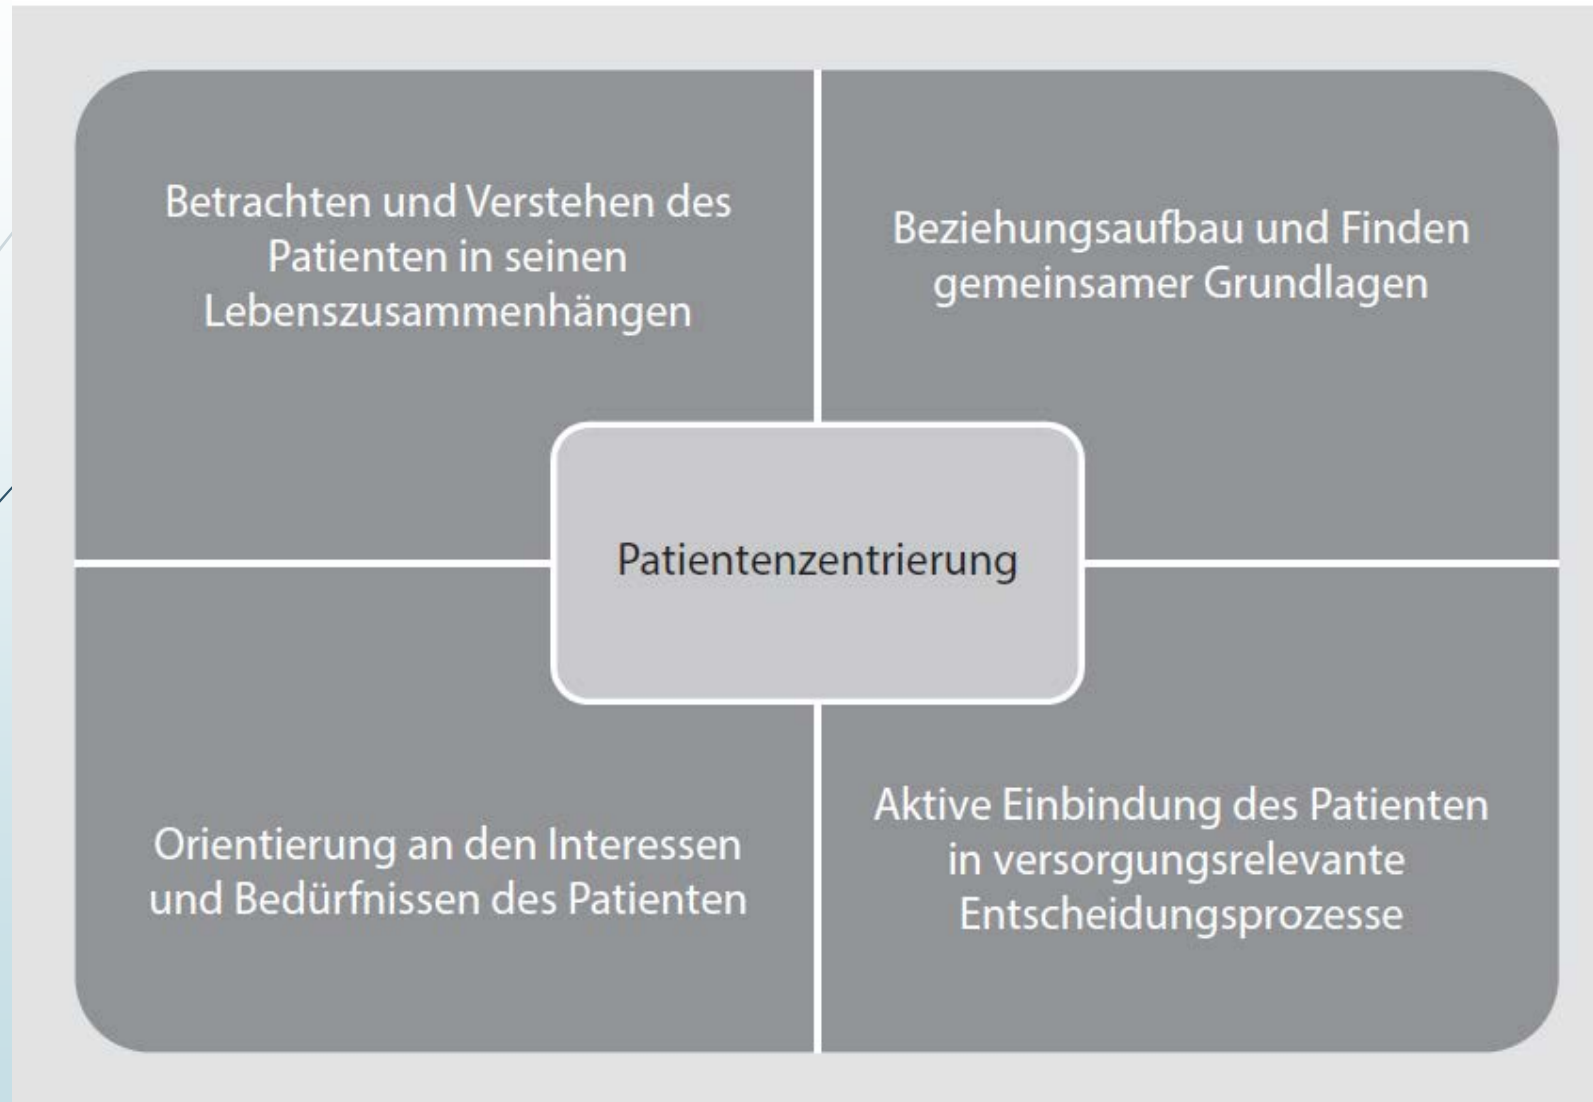 Betrachten und Verstehen des
Patienten in seinen
Lebenszusammenhängen
Beziehungsaufbau und Finden
gemeinsamer Grundlagen
Patientenzentrierung
Orientierung an den Interessen
und Bedürfnissen des Patienten
Aktive Einbindung des Patienten
in versorgungsrelevante
Entscheidungsprozesse